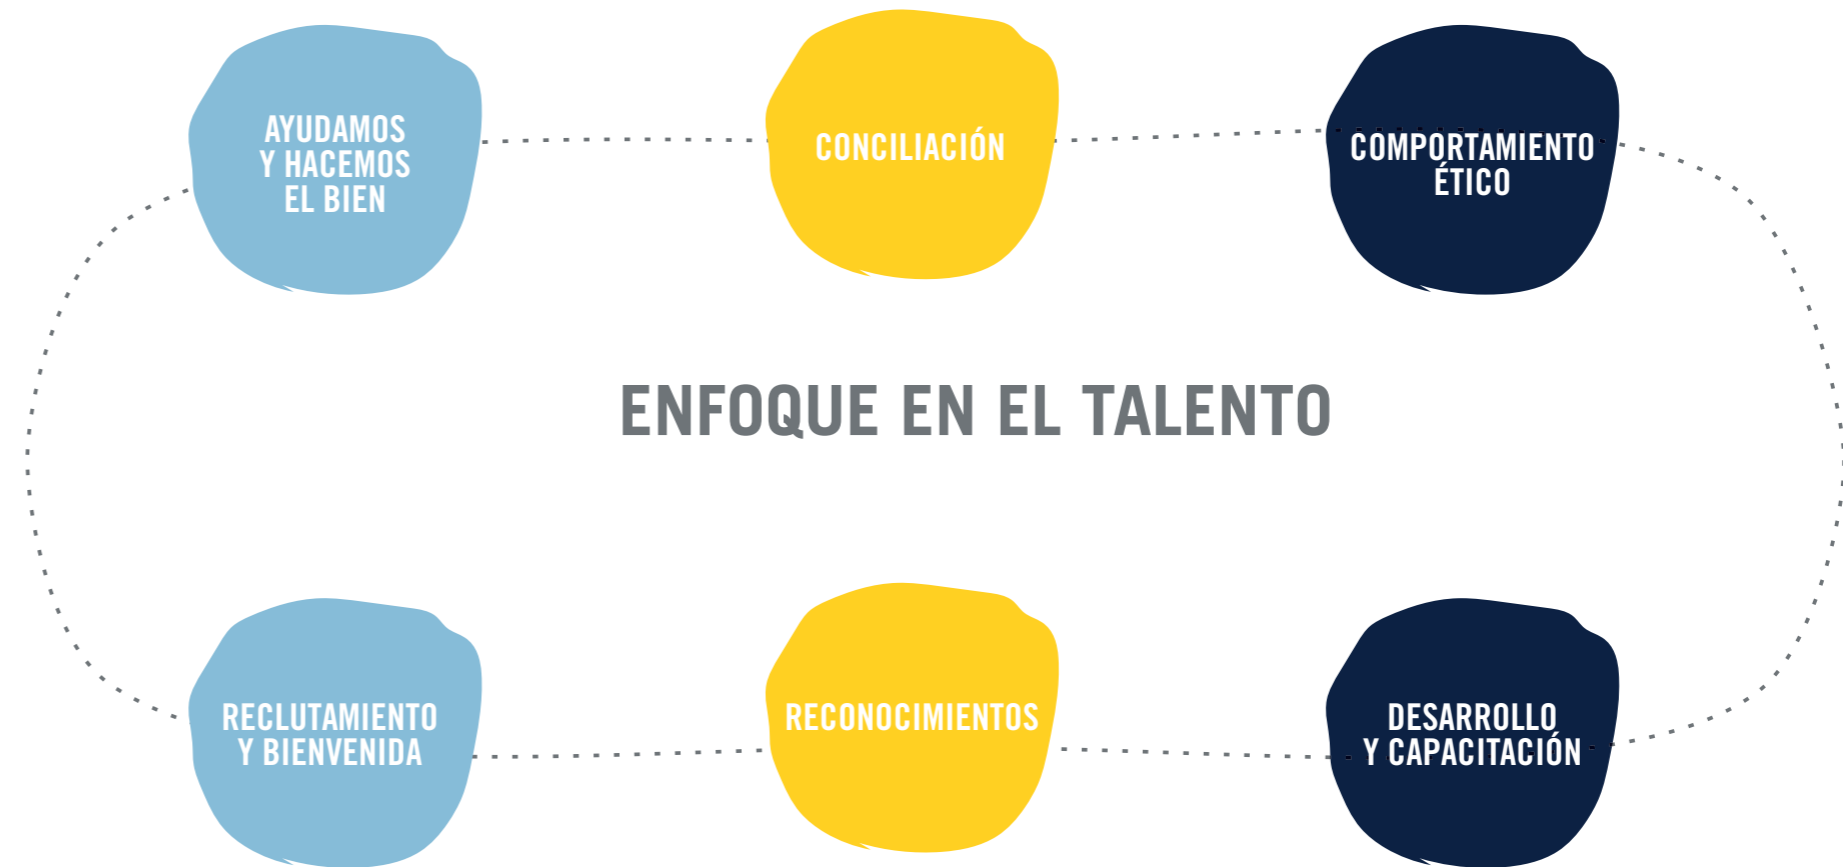 AYUDAMOS
Y HACEMOS
EL BIEN
CONCILIACIÓN
COMPORTAMIENTO
ÉTICO
ENFOQUE EN EL TALENTO
RECLUTAMIENTO
Y BIENVENIDA
RECONOCIMIENTOS
DESARROLLO
Y CAPACITACIÓN